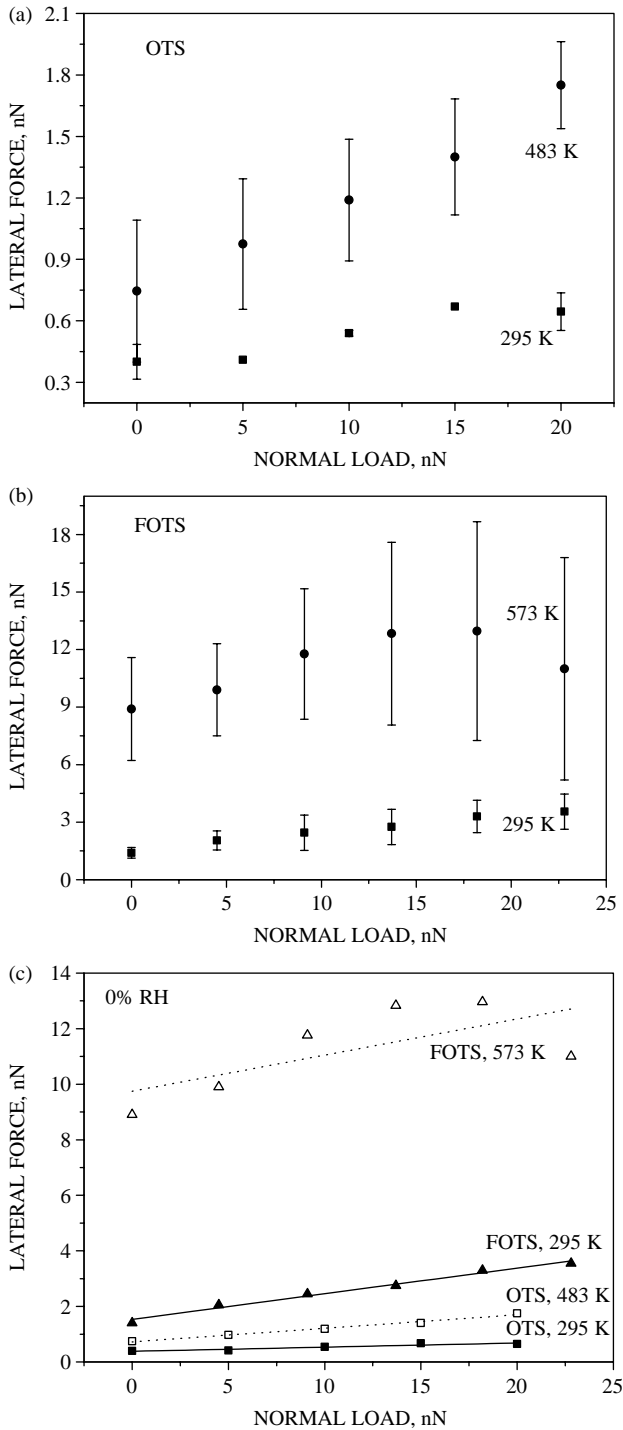 (a)
OTS
2.1
1.8
1.5
1.2
0.9
0.6
0.3
LATERAL FORCE, nN
483 K
295 K
0 5 10 15 20
NORMAL LOAD, nN
(b)
FOTS
18
15
12
9
6
3
0
LATERAL FORCE, nN
573 K
295 K
0 5 10 15 20 25
NORMAL LOAD, nN
(c)
0% RH
14
12
10
8
6
4
2
0
LATERAL FORCE, nN
FOTS, 573 K
FOTS, 295 K
OTS, 483 K
OTS, 295 K
0 5 10 15 20 25
NORMAL LOAD, nN